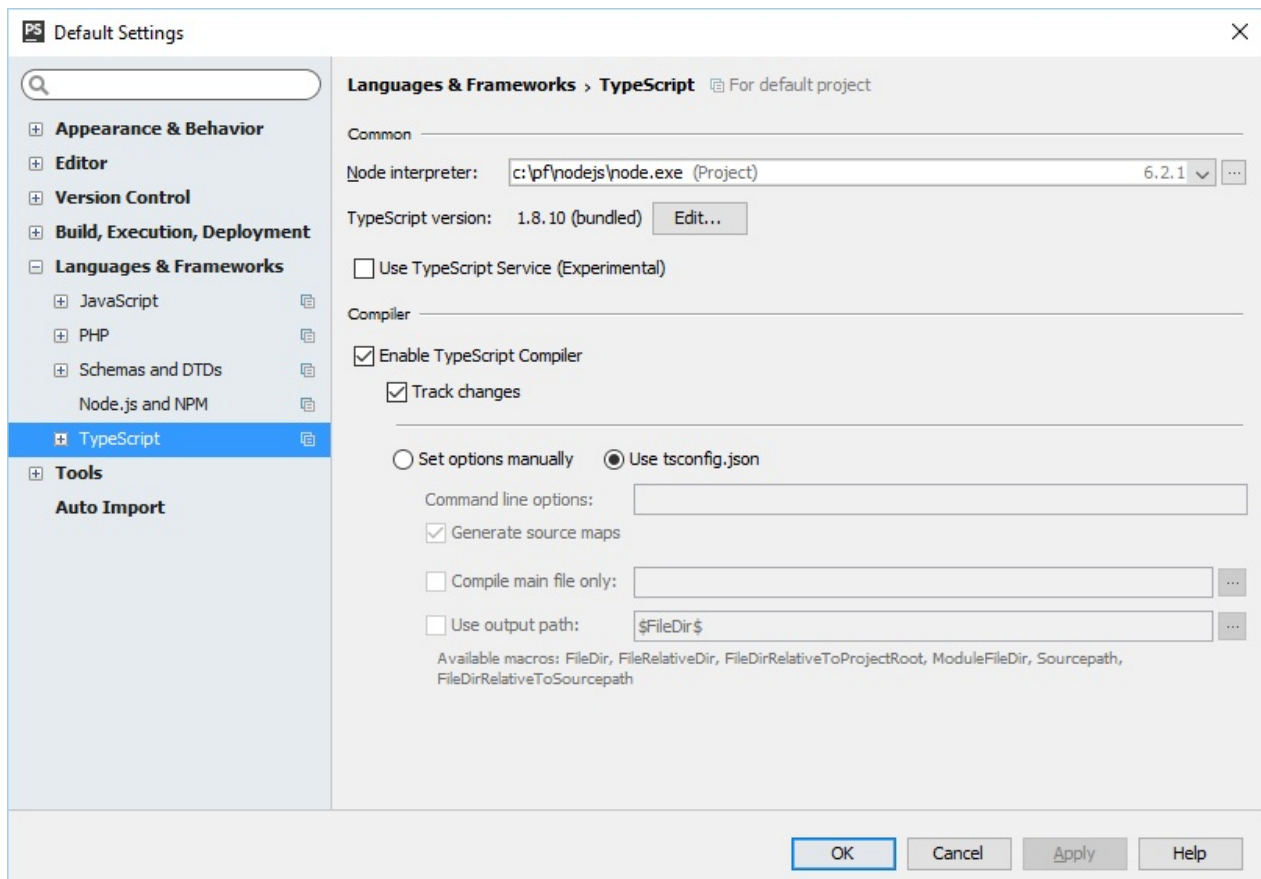 PS Default Settings
Appearance & Behavior
Editor
Version Control
Build, Execution, Deployment
Languages & Frameworks
JavaScript
PHP
Schemas and DTDs
Node.js and NPM
TypeScript
Tools
Auto Import
Languages & Frameworks › TypeScript For default project
Common
Node interpreter: c:\pf\nodejs\node.exe (Project) 6.2.1 ...
TypeScript version: 1.8.10 (bundled) Edit...
Use TypeScript Service (Experimental)
Compiler
Enable TypeScript Compiler
Track changes
Set options manually Use tsconfig.json
Command line options:
Generate source maps
Compile main file only: ...
Use output path: $FileDir$ ...
Available macros: FileDir, FileRelativeDir, FileDirRelativeToProjectRoot, ModuleFileDir, Sourcepath,
FileDirRelativeToSourcepath
OK Cancel Apply Help